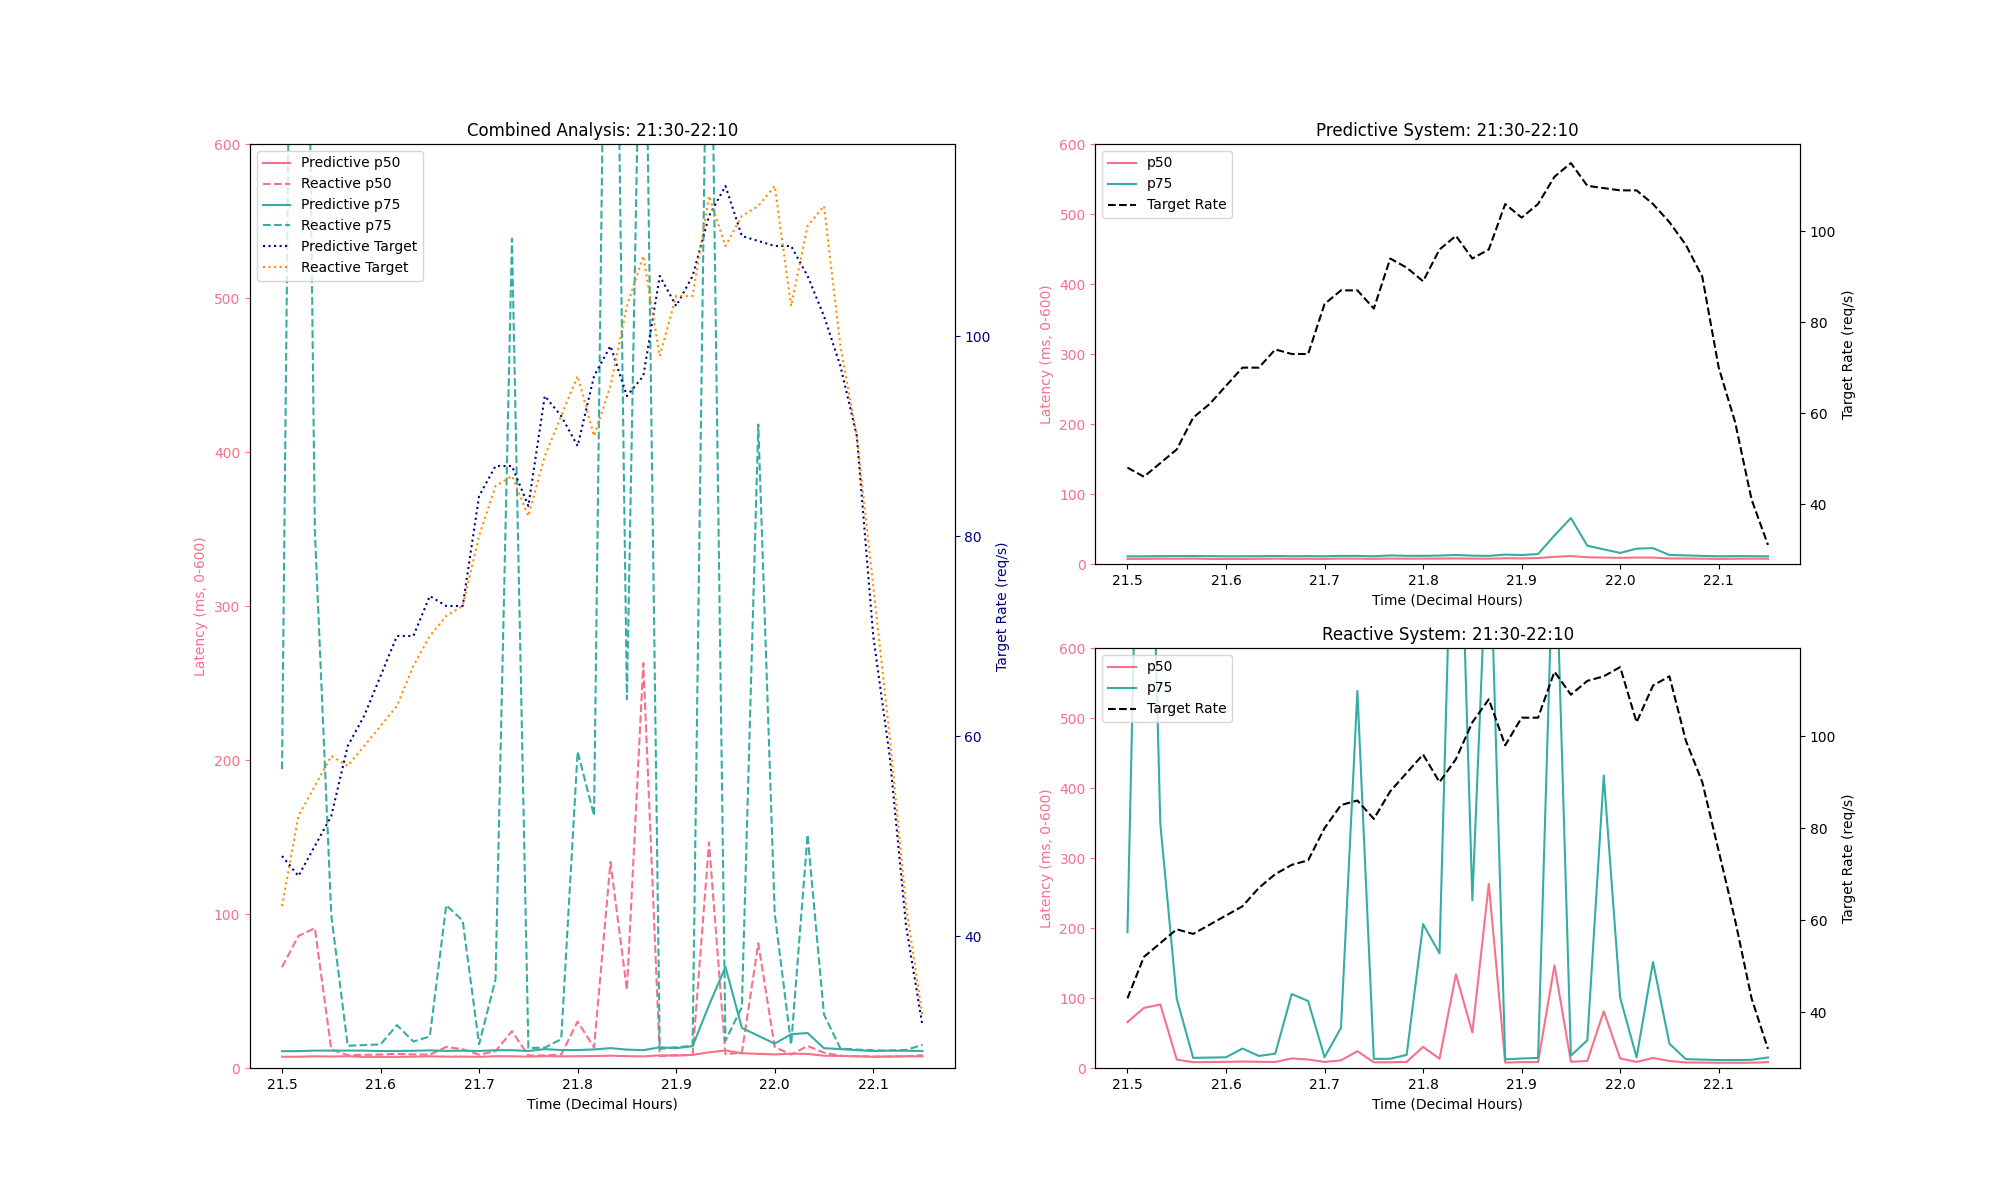 Combined Analysis: 21:30-22:10
Predictive p50
Reactive p50
Predictive p75
Reactive p75
Predictive Target
Reactive Target
600
500
400
300
200
100
0
Latency (ms, 0-600)
100
80
60
40
Target Rate (req/s)
21.5 21.6 21.7 21.8 21.9 22.0 22.1
Time (Decimal Hours)
Predictive System: 21:30-22:10
p50
p75
Target Rate
600
500
400
300
200
100
0
Latency (ms, 0-600)
100
80
60
40
Target Rate (req/s)
21.5 21.6 21.7 21.8 21.9 22.0 22.1
Time (Decimal Hours)
Reactive System: 21:30-22:10
p50
p75
Target Rate
600
500
400
300
200
100
0
Latency (ms, 0-600)
100
80
60
40
Target Rate (req/s)
21.5 21.6 21.7 21.8 21.9 22.0 22.1
Time (Decimal Hours)